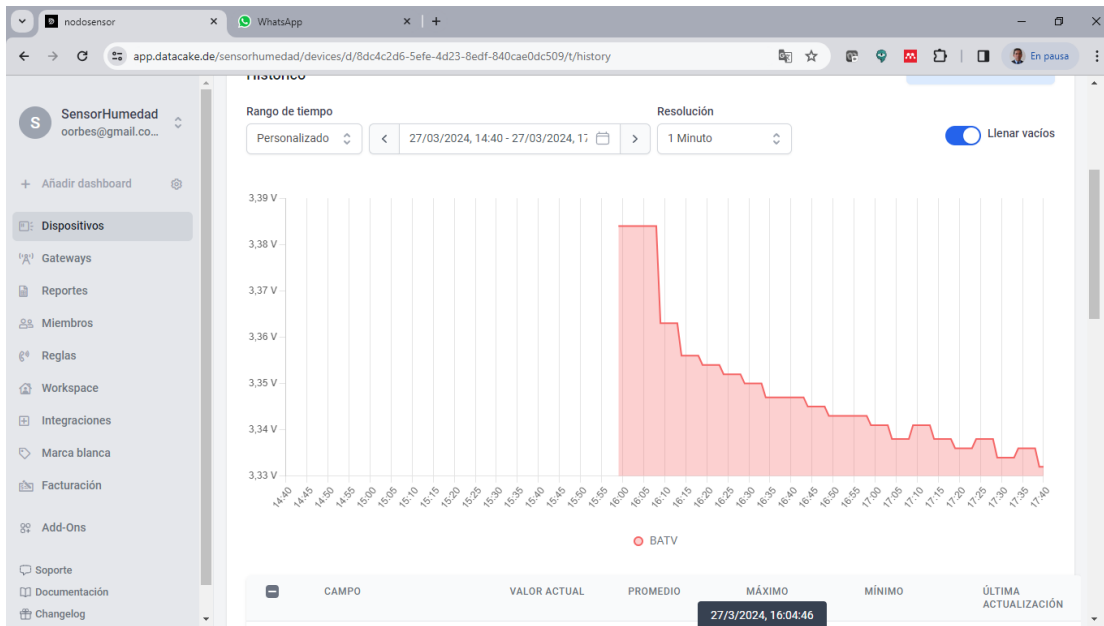 nodosensor
WhatsApp
app.datacake.de/sensorhumedad/devices/d/8dc4c2d6-5efe-4d23-8edf-840cae0dc509/t/history
En pausa
S
SensorHumedad
oorbes@gmail.co...
Añadir dashboard
Dispositivos
Gateways
Reportes
Miembros
Reglas
Workspace
Integraciones
Marca blanca
Facturación
Add-Ons
Soporte
Documentación
Changelog
Histórico
Rango de tiempo
Resolución
Personalizado
27/03/2024, 14:40 - 27/03/2024, 17
1 Minuto
Llenar vacíos
3,39 V
3,38 V
3,37 V
3,36 V
3,35 V
3,34 V
3,33 V
14:40 14:45 14:50 14:55 15:00 15:05 15:10 15:15 15:20 15:25 15:30 15:35 15:40 15:45 15:50 15:55 16:00 16:05 16:10 16:15 16:20 16:25 16:30 16:35 16:40 16:45 16:50 16:55 17:00 17:05 17:10 17:15 17:20 17:25 17:30 17:35 17:40
BATV
CAMPO VALOR ACTUAL PROMEDIO MÁXIMO MÍNIMO ÚLTIMA
ACTUALIZACIÓN
27/3/2024, 16:04:46